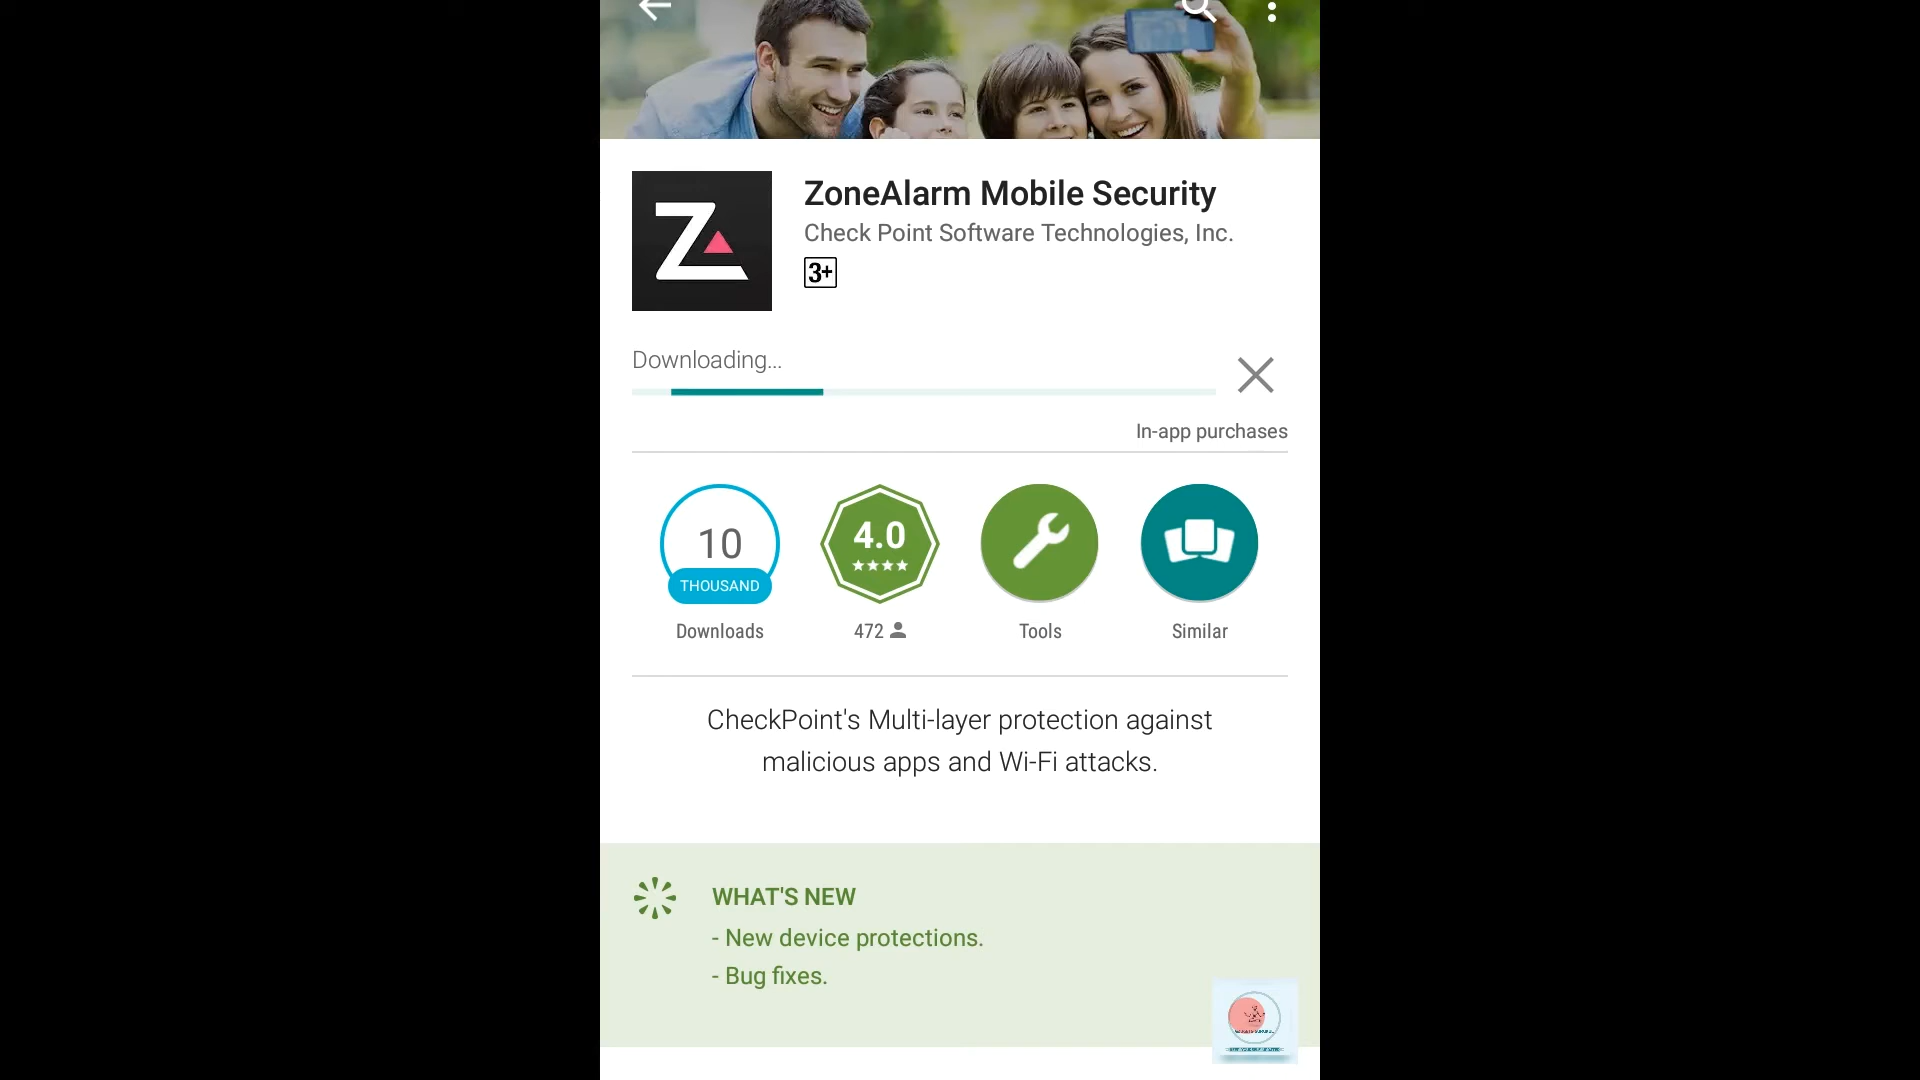 ZoneAlarm Mobile Security
Check Point Software Technologies, Inc.
3+
Downloading...
In-app purchases
10
THOUSAND
4.0
Downloads
472
Tools
Similar
CheckPoint's Multi-layer protection against
malicious apps and Wi-Fi attacks.
WHAT'S NEW
- New device protections.
- Bug fixes.